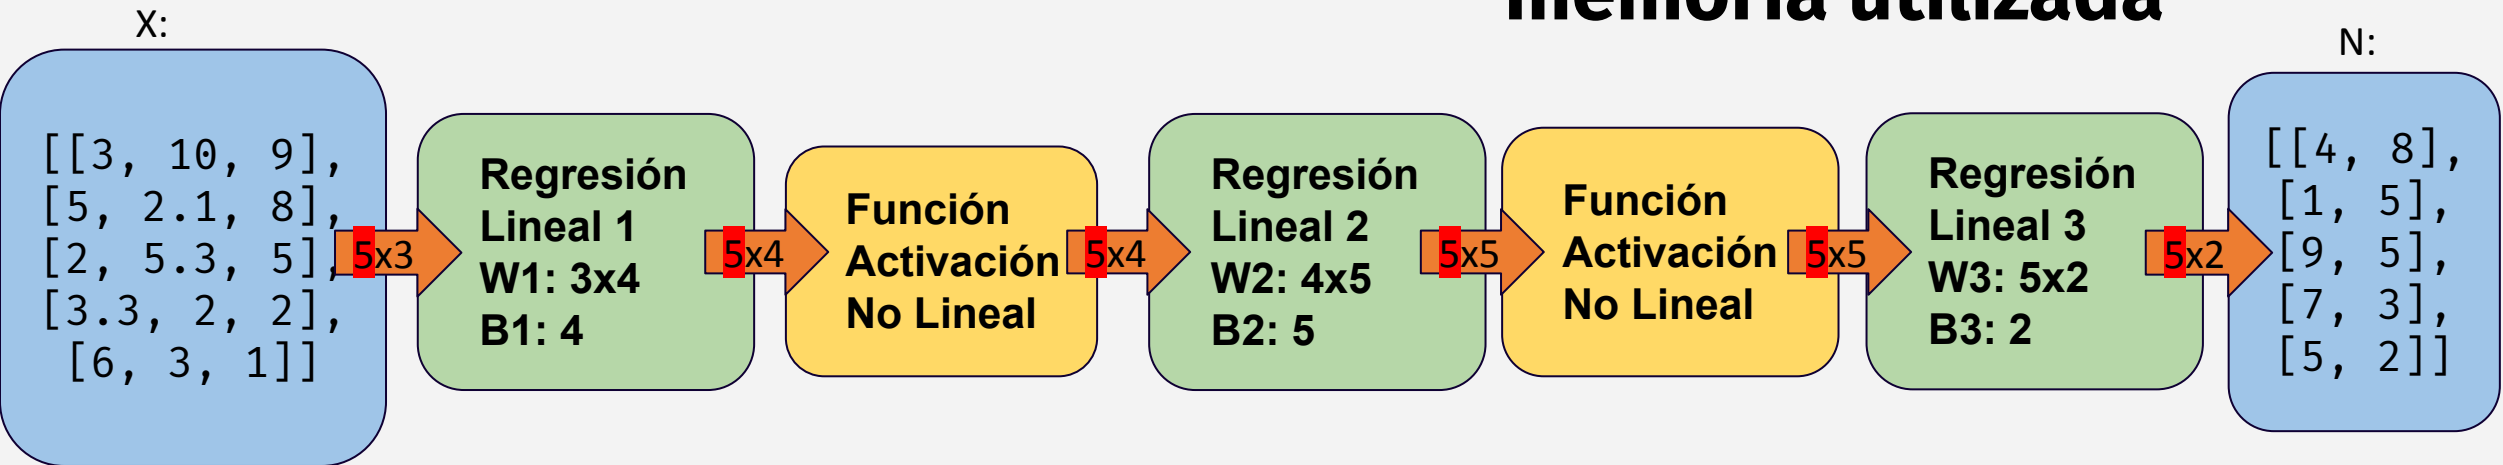 memoria utilizada
X:
[[3, 10, 9],
[5, 2.1, 8],
[2, 5.3, 5],
[3.3, 2, 2],
[6, 3, 1]]
5x3
Regresión
Lineal 1
W1: 3x4
B1: 4
5x4
Función
Activación
No Lineal
5x4
Regresión
Lineal 2
W2: 4x5
B2: 5
5x5
Función
Activación
No Lineal
5x5
Regresión
Lineal 3
W3: 5x2
B3: 2
5x2
N:
[[4, 8],
[1, 5],
[9, 5],
[7, 3],
[5, 2]]